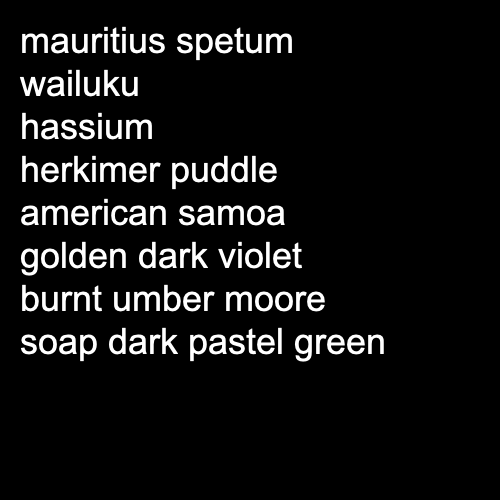 mauritius spetum
wailuku
hassium
herkimer puddle
american samoa
golden dark violet
burnt umber moore
soap dark pastel green